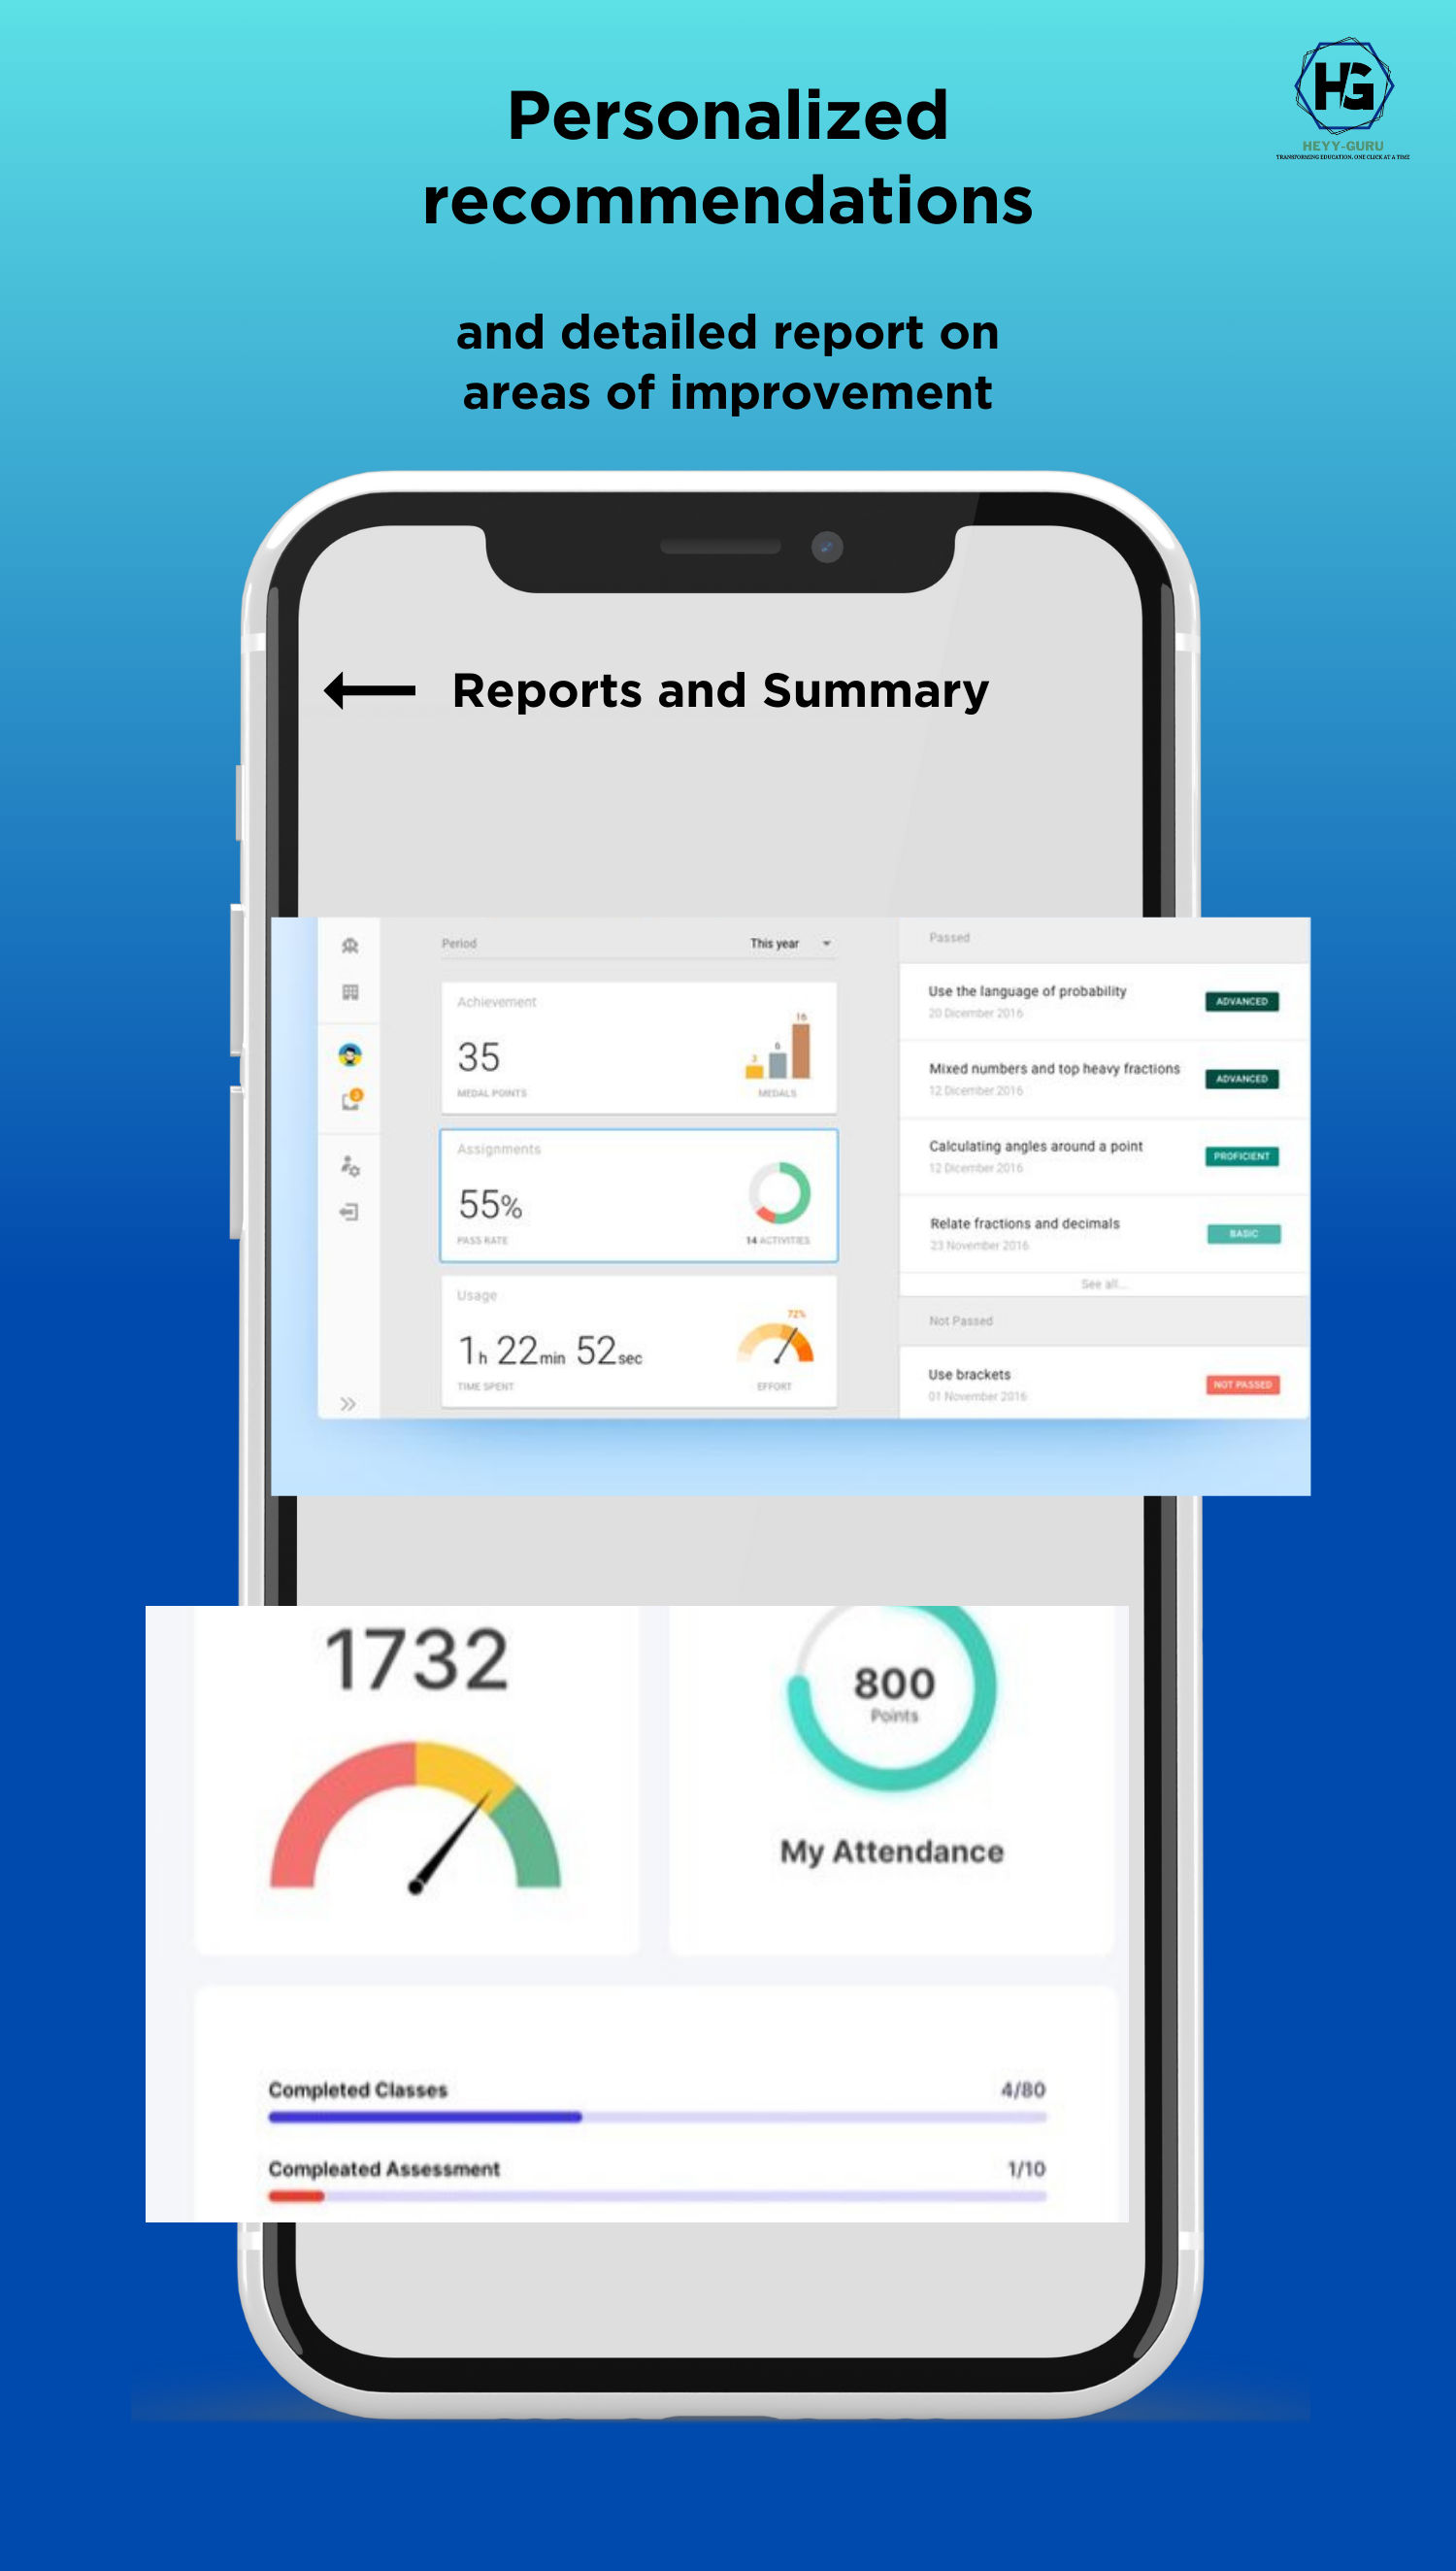 HG
HEYY-GURU
TRANSFORMING EDUCATION, ONE CLICK AT A TIME
Personalized
recommendations
and detailed report on
areas of improvement
Reports and Summary
Period
This year
Achievement
35
MEDAL POINTS
3
6
16
MEDALS
Assignments
55%
PASS RATE
14 ACTIVITIES
Usage
1h 22min 52sec
TIME SPENT
72%
EFFORT
3
Passed
Use the language of probability
20 Dicember 2016
ADVANCED
Mixed numbers and top heavy fractions
12 Dicember 2016
ADVANCED
Calculating angles around a point
12 Dicember 2016
PROFICIENT
Relate fractions and decimals
23 November 2016
BASIC
See all...
Not Passed
Use brackets
01 November 2016
NOT PASSED
1732
800
Points
My Attendance
Completed Classes
4/80
Compleated Assessment
1/10